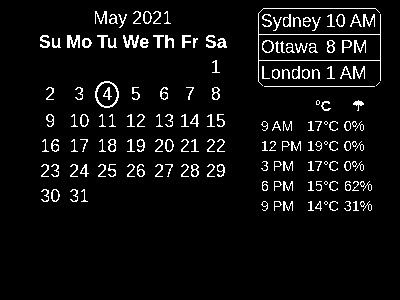 May 2021
Su Mo Tu We Th Fr Sa
1
2 3 4 5 6 7 8
9 10 11 12 13 14 15
16 17 18 19 20 21 22
23 24 25 26 27 28 29
30 31
Sydney 10 AM
Ottawa 8 PM
London 1 AM
°C ☂
9 AM 17°C 0%
12 PM 19°C 0%
3 PM 17°C 0%
6 PM 15°C 62%
9 PM 14°C 31%